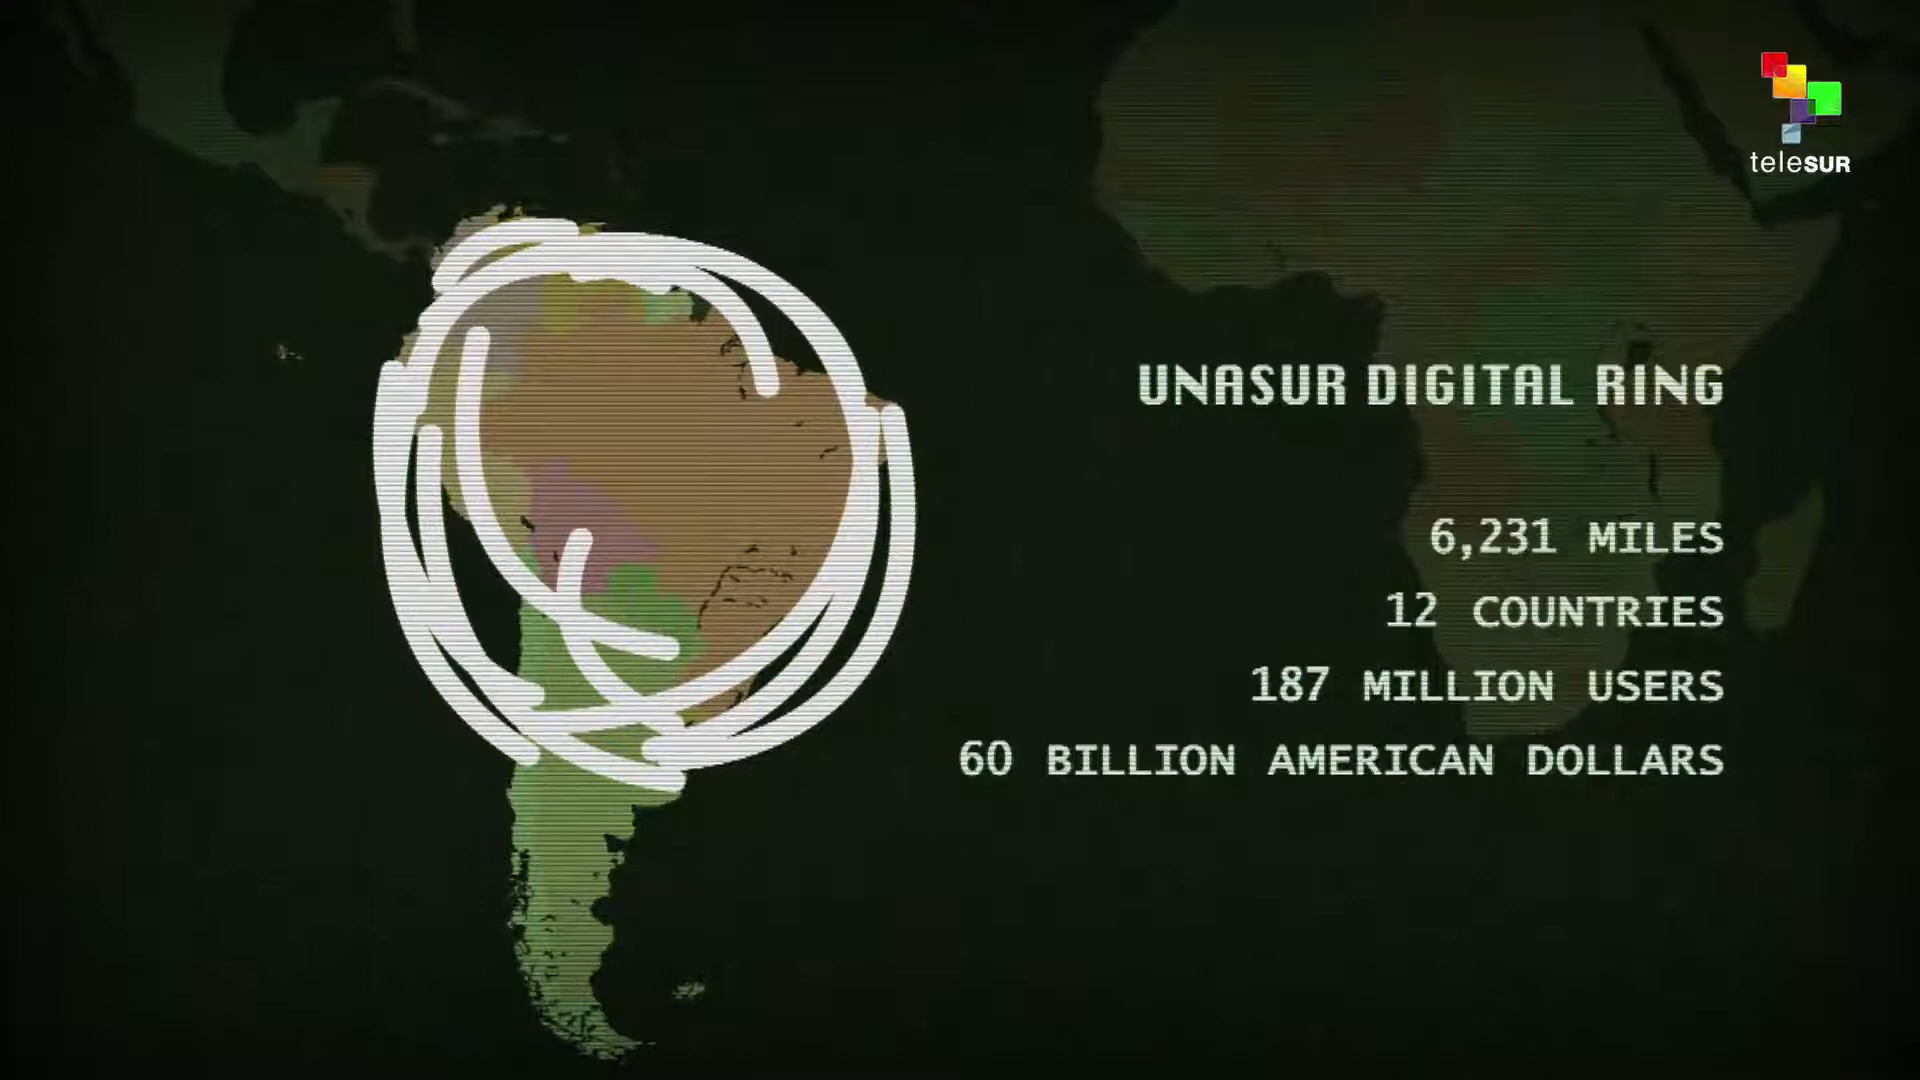 teleSUR
UNASUR DIGITAL RING
6,231 MILES
12 COUNTRIES
187 MILLION USERS
60 BILLION AMERICAN DOLLARS